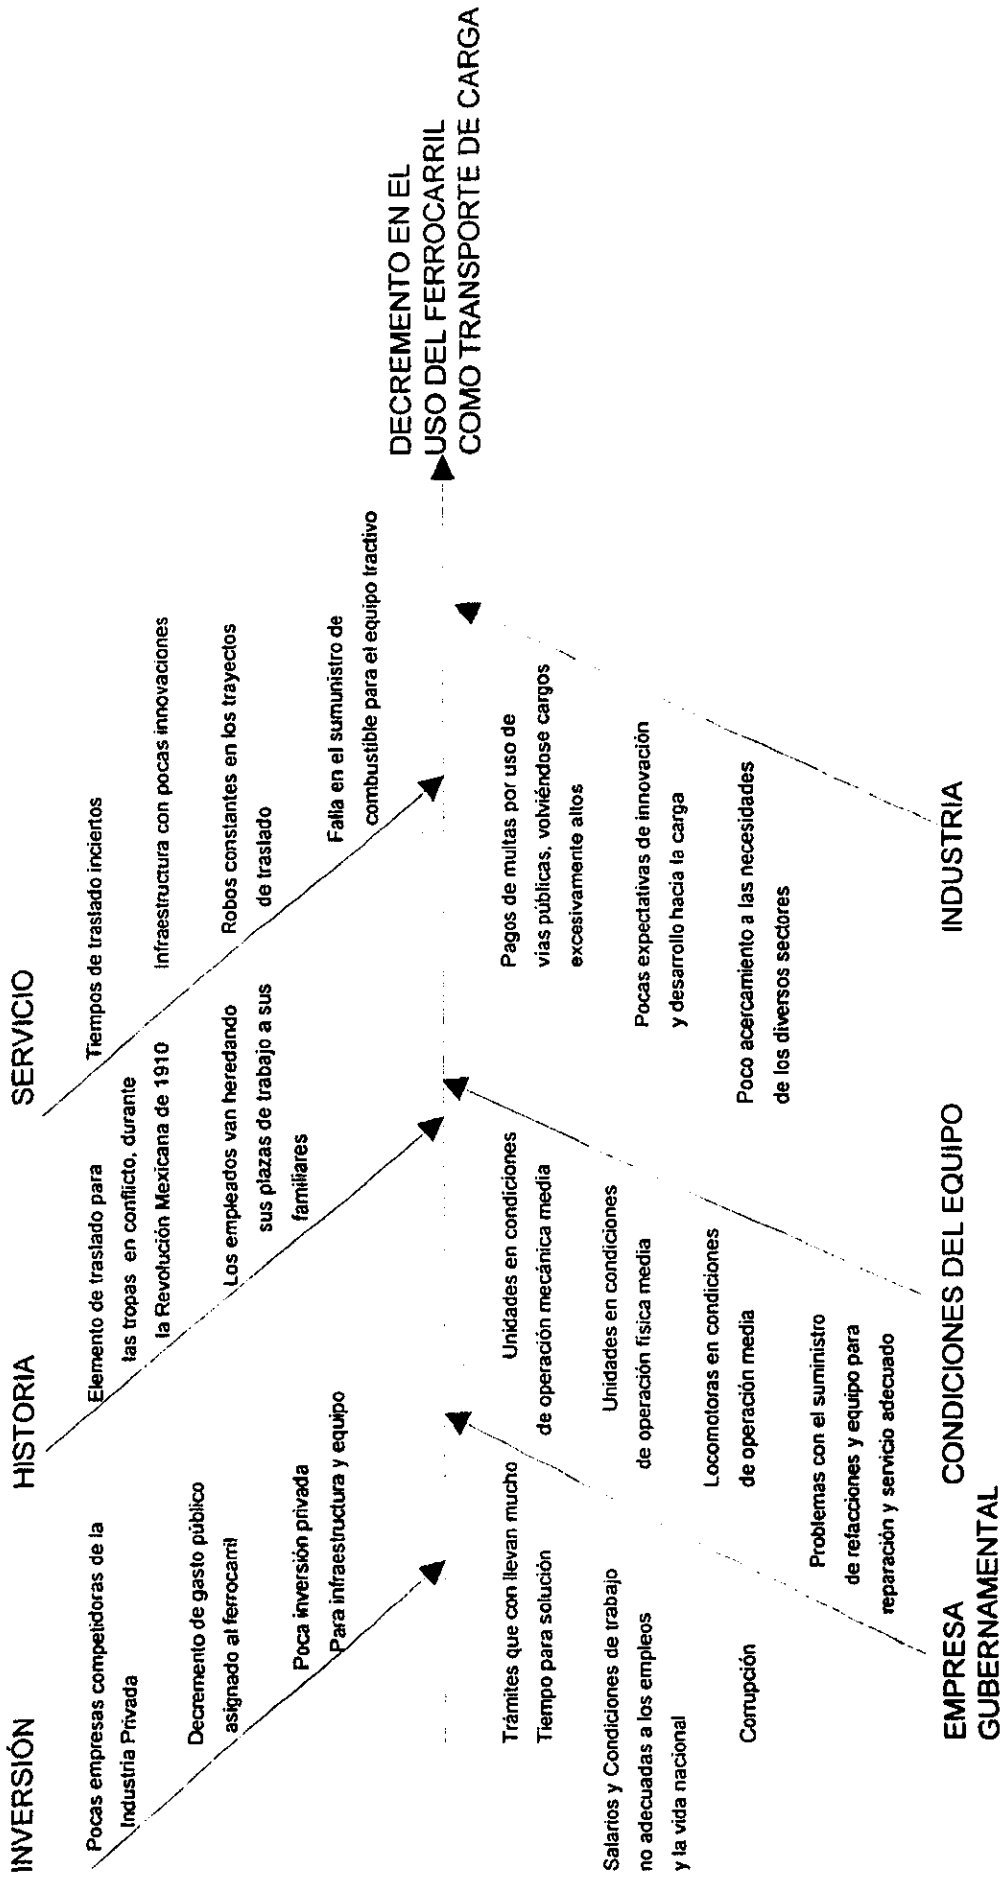 INVERSIÓN
Pocas empresas competidoras de la
Industria Privada
Decremento de gasto público
asignado al ferrocarril
Poca inversión privada
Para infraestructura y equipo
HISTORIA
Elemento de traslado para
las tropas en conflicto, durante
la Revolución Mexicana de 1910
Los empleados van heredando
sus plazas de trabajo a sus
familiares
SERVICIO
Tiempos de traslado inciertos
Infraestructura con pocas innovaciones
Robos constantes en los trayectos
de traslado
Falla en el sumunistro de
combustible para el equipo tractivo
DECREMENTO EN EL
USO DEL FERROCARRIL
COMO TRANSPORTE DE CARGA
Trámites que con llevan mucho
Tiempo para solución
Salarios y Condiciones de trabajo
no adecuadas a los empleos
y la vida nacional
Corrupción
EMPRESA
GUBERNAMENTAL
Unidades en condiciones
de operación mecánica media
Unidades en condiciones
de operación física media
Locomotoras en condiciones
de operación media
Problemas con el suministro
de refacciones y equipo para
reparación y servicio adecuado
CONDICIONES DEL EQUIPO
Pagos de multas por uso de
vias públicas, volviéndose cargos
excesivamente altos
Pocas expectativas de innovación
y desarrollo hacia la carga
Poco acercamiento a las necesidades
de los diversos sectores
INDUSTRIA